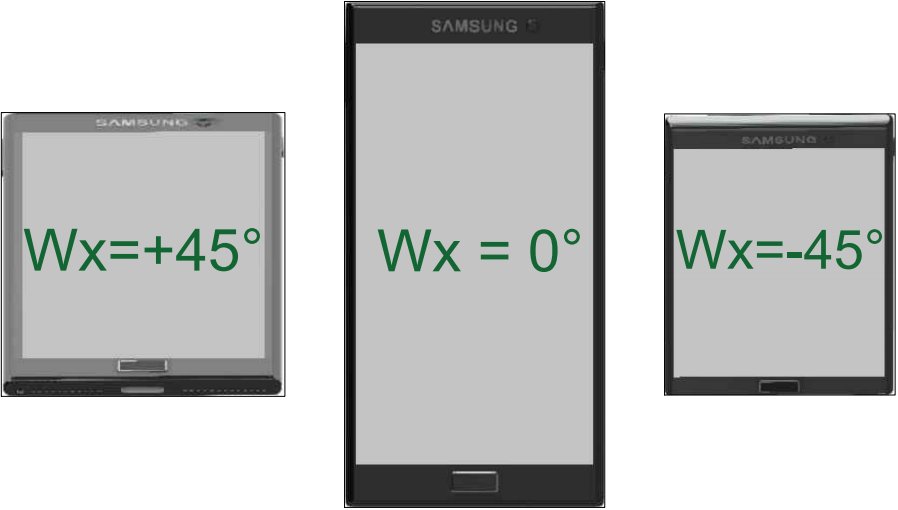 SAMSUNG
Wx=+45°
SAMSUNG
Wx = 0°
SAMSUNG
Wx=-45°